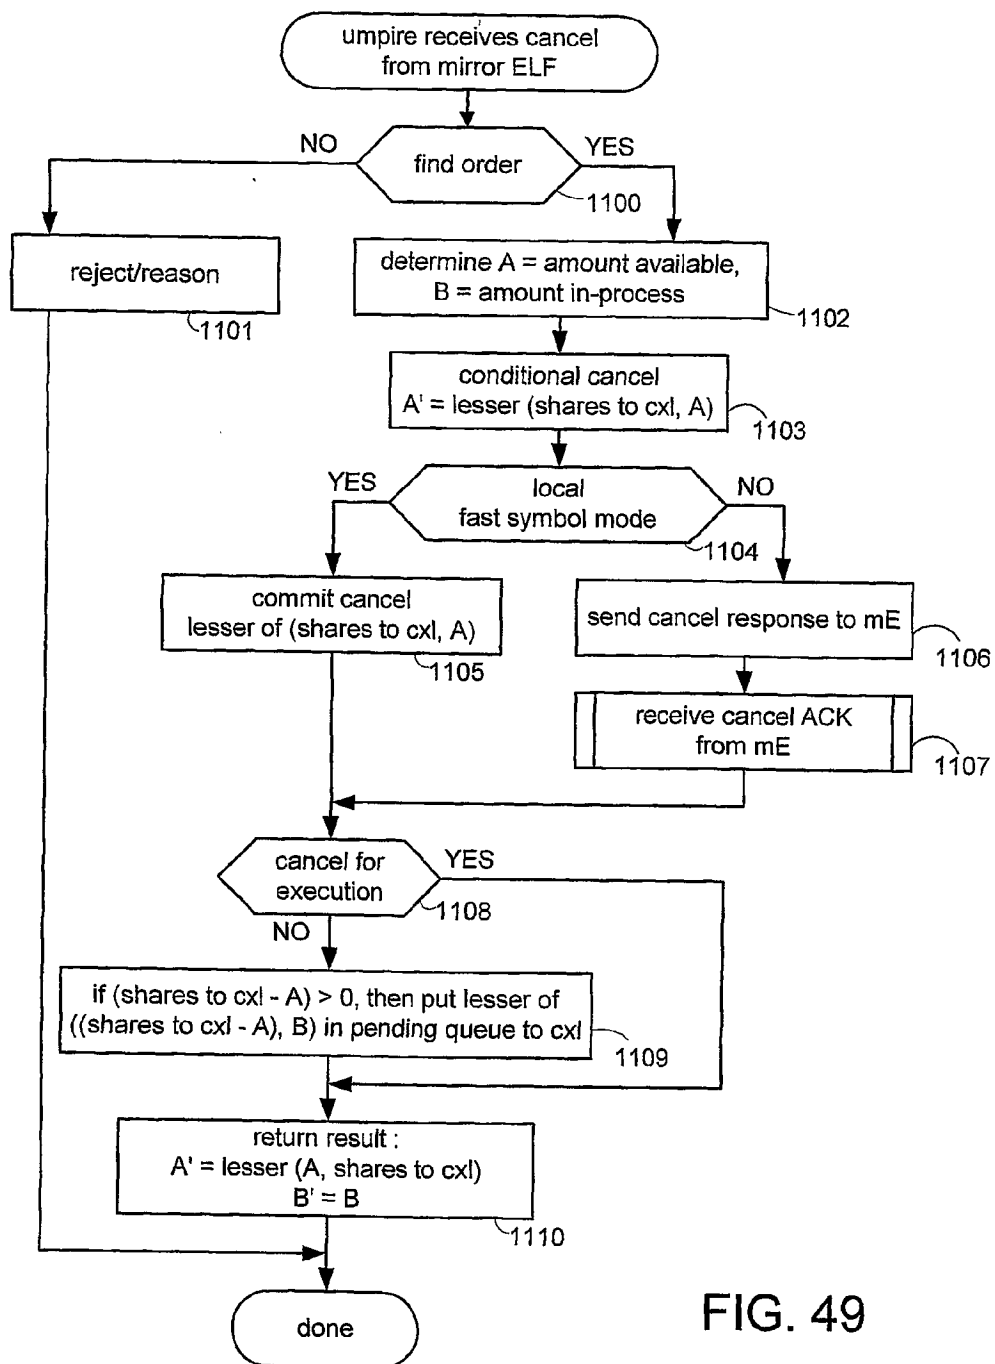 umpire receives cancel
from mirror ELF
NO
YES
find order
1100
reject/reason
1101
determine A = amount available,
B = amount in-process
1102
conditional cancel
A' = lesser (shares to cxl, A)
1103
YES
NO
local
fast symbol mode
1104
commit cancel
lesser of (shares to cxl, A)
1105
send cancel response to mE
1106
receive cancel ACK
from mE
1107
cancel for
execution
YES
1108
NO
if (shares to cxl - A) > 0, then put lesser of
((shares to cxl - A), B) in pending queue to cxl
1109
return result :
A' = lesser (A, shares to cxl)
B' = B
1110
done
FIG. 49